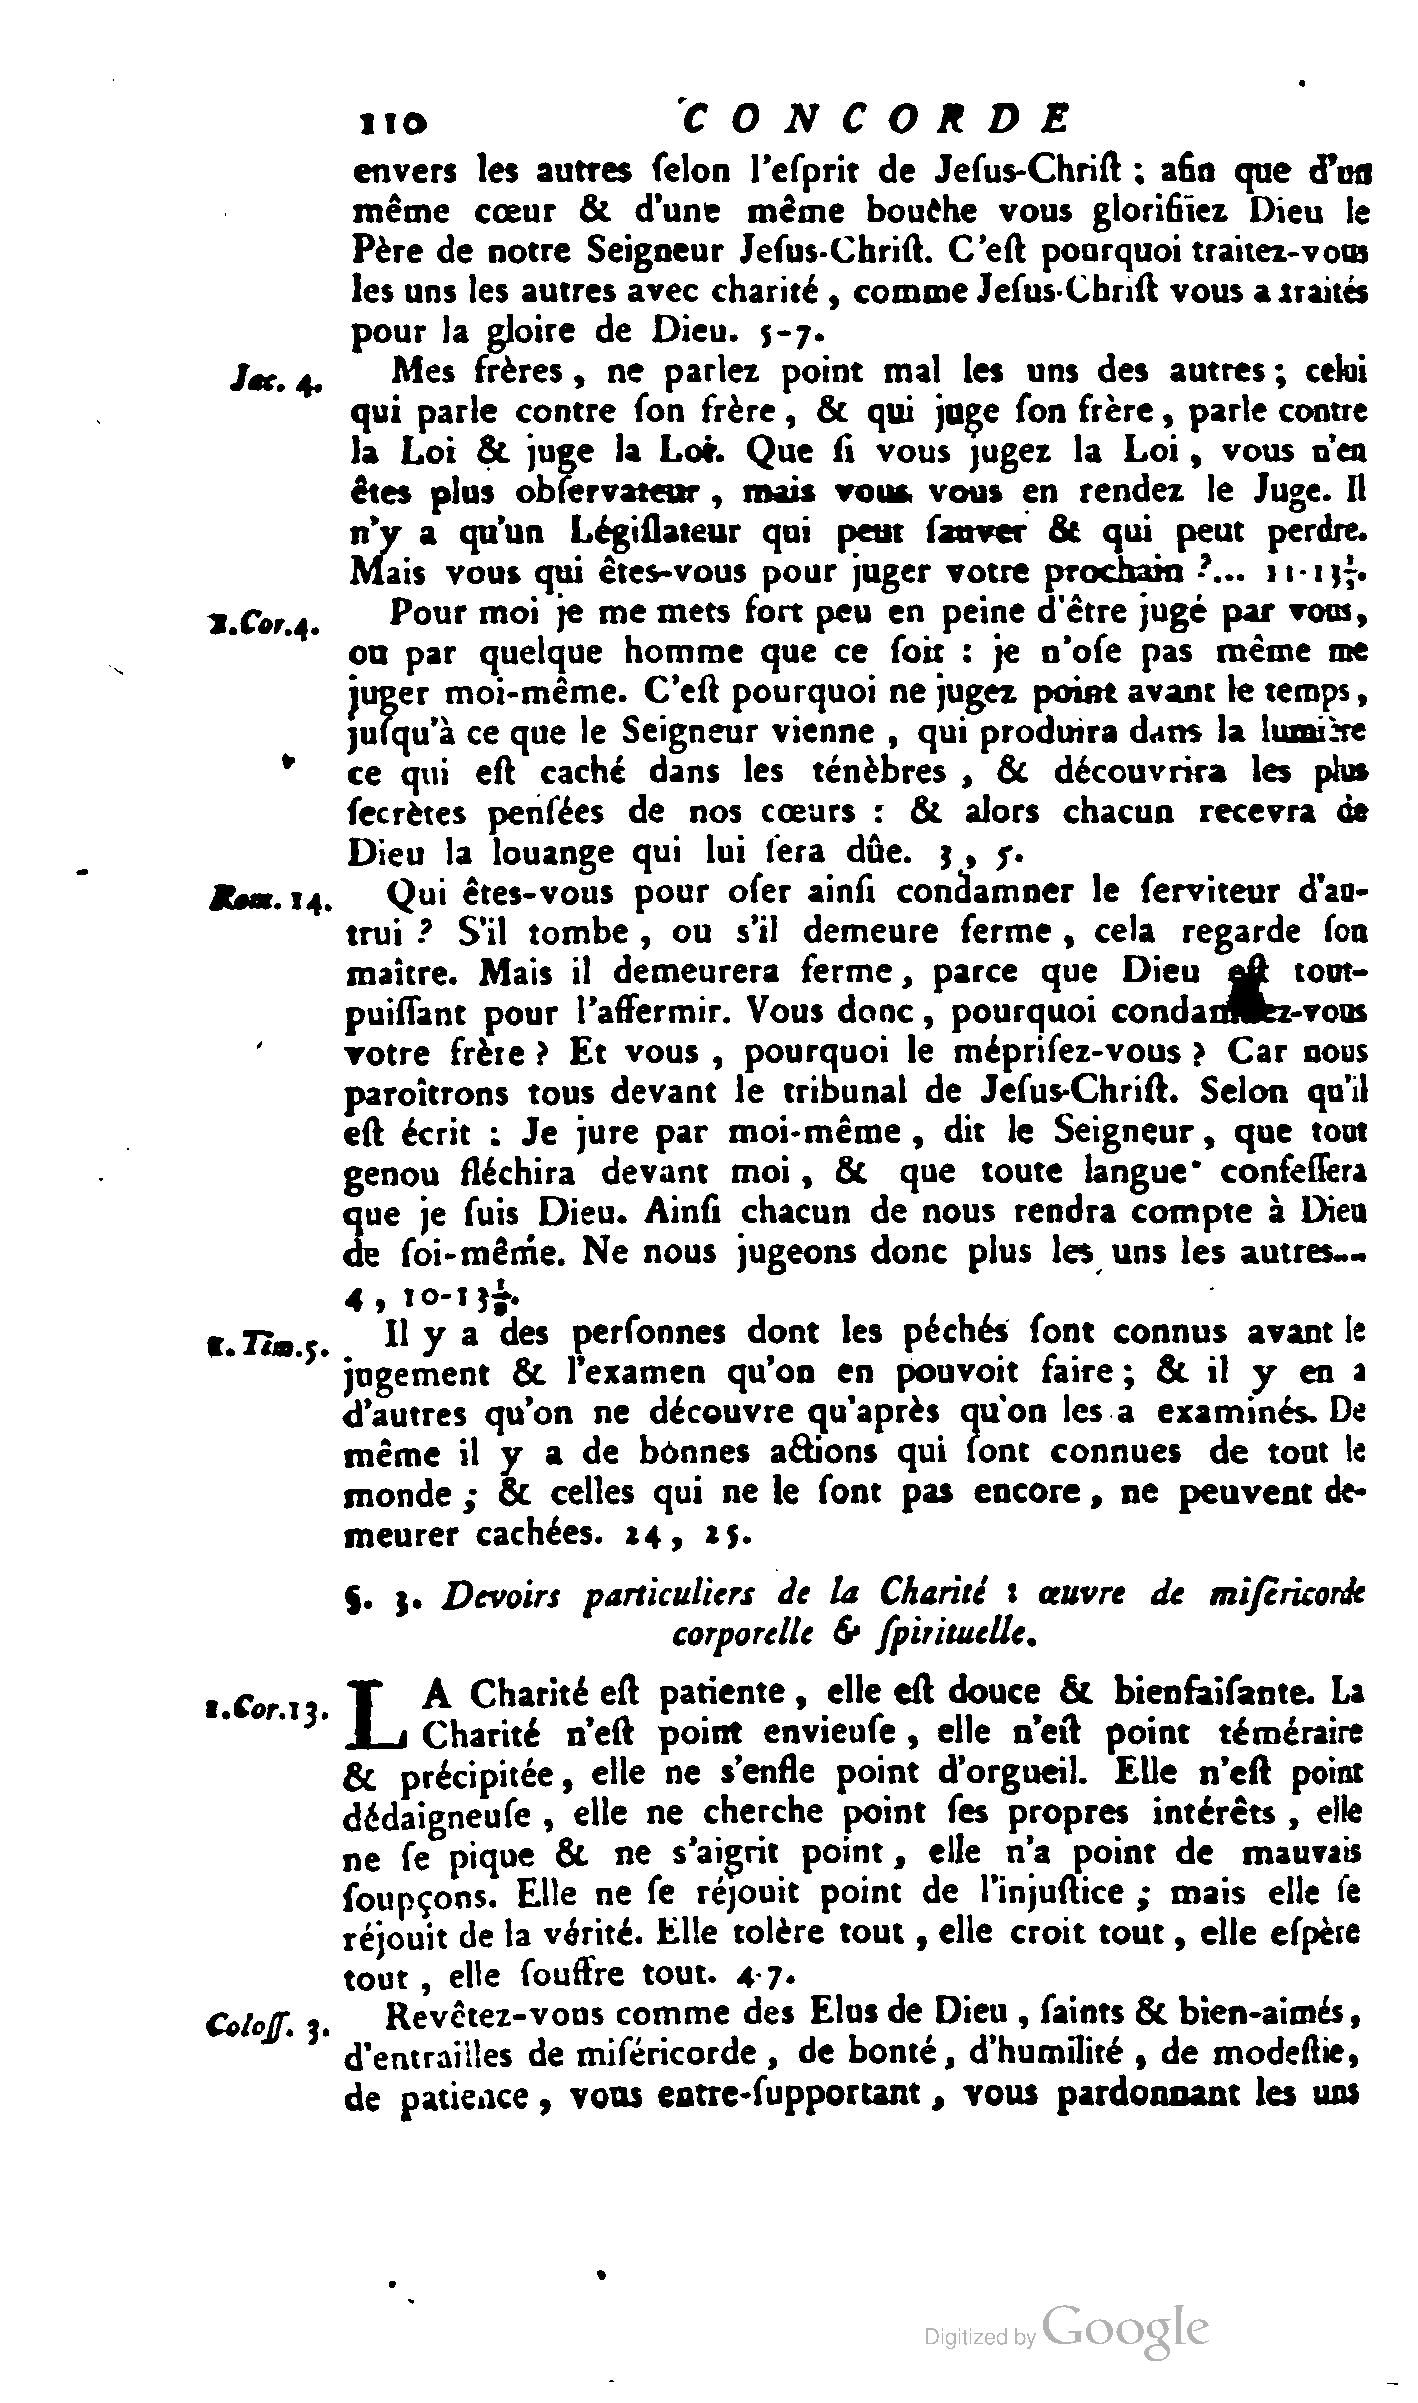 110 CONCORDE
envers les autres ſelon l'eſprit de Jeſus-Chriſt ; afin que d'un
même cœur & d'une même bouche vous glorifiïez Dieu le
Père de notre Seigneur Jeſus-Chriſt. C'eſt pourquoi traitez-vous
les uns les autres avec charité, comme Jeſus-Chriſt vous a traités
pour la gloire de Dieu. 5-7.
Jac. 4. Mes frères, ne parlez point mal les uns des autres ; celui
qui parle contre ſon frère, & qui juge ſon frère, parle contre
la Loi & juge la Loi. Que ſi vous jugez la Loi, vous n'en
êtes plus obſervateur, mais vous vous en rendez le Juge. Il
n'y a qu'un Légiſlateur qui peut ſauver & qui peut perdre.
Mais vous qui êtes-vous pour juger votre prochain ?... 11-13½.
1.Cor.4. Pour moi je me mets fort peu en peine d'être jugé par vous,
ou par quelque homme que ce ſoit : je n'oſe pas même me
juger moi-même. C'eſt pourquoi ne jugez point avant le temps,
juſqu'à ce que le Seigneur vienne, qui produira dans la lumière
ce qui eſt caché dans les ténèbres, & découvrira les plus
ſecrètes penſées de nos cœurs : & alors chacun recevra de
Dieu la louange qui lui ſera dûe. 3, 5.
Rom. 14. Qui êtes-vous pour oſer ainſi condamner le ſerviteur d'au-
trui ? S'il tombe, ou s'il demeure ferme, cela regarde ſon
maître. Mais il demeurera ferme, parce que Dieu eſt tout-
puiſſant pour l'affermir. Vous donc, pourquoi condamnez-vous
votre frère ? Et vous, pourquoi le mépriſez-vous ? Car nous
paroîtrons tous devant le tribunal de Jeſus-Chriſt. Selon qu'il
eſt écrit : Je jure par moi-même, dit le Seigneur, que tout
genou fléchira devant moi, & que toute langue confeſſera
que je ſuis Dieu. Ainſi chacun de nous rendra compte à Dieu
de ſoi-même. Ne nous jugeons donc plus les uns les autres...
4, 10-13½.
1. Tim.5. Il y a des perſonnes dont les péchés ſont connus avant le
jugement & l'examen qu'on en pouvoit faire ; & il y en a
d'autres qu'on ne découvre qu'après qu'on les a examinés. De
même il y a de bonnes actions qui ſont connues de tout le
monde ; & celles qui ne le ſont pas encore, ne peuvent de-
meurer cachées. 24, 25.
§. 3. Devoirs particuliers de la Charité : œuvre de miſéricorde
corporelle & ſpirituelle.
1.Cor.13. LA Charité eſt patiente, elle eſt douce & bienfaiſante. La
Charité n'eſt point envieuſe, elle n'eſt point téméraire
& précipitée, elle ne s'enfle point d'orgueil. Elle n'eſt point
dédaigneuſe, elle ne cherche point ſes propres intérêts, elle
ne ſe pique & ne s'aigrit point, elle n'a point de mauvais
ſoupçons. Elle ne ſe réjouit point de l'injuſtice ; mais elle ſe
réjouit de la vérité. Elle tolère tout, elle croit tout, elle eſpère
tout, elle ſouffre tout. 4-7.
Coloſſ. 3. Revêtez-vous comme des Elus de Dieu, ſaints & bien-aimés,
d'entrailles de miſéricorde, de bonté, d'humilité, de modeſtie,
de patience, vous entre-ſupportant, vous pardonnant les uns
Digitized by Google